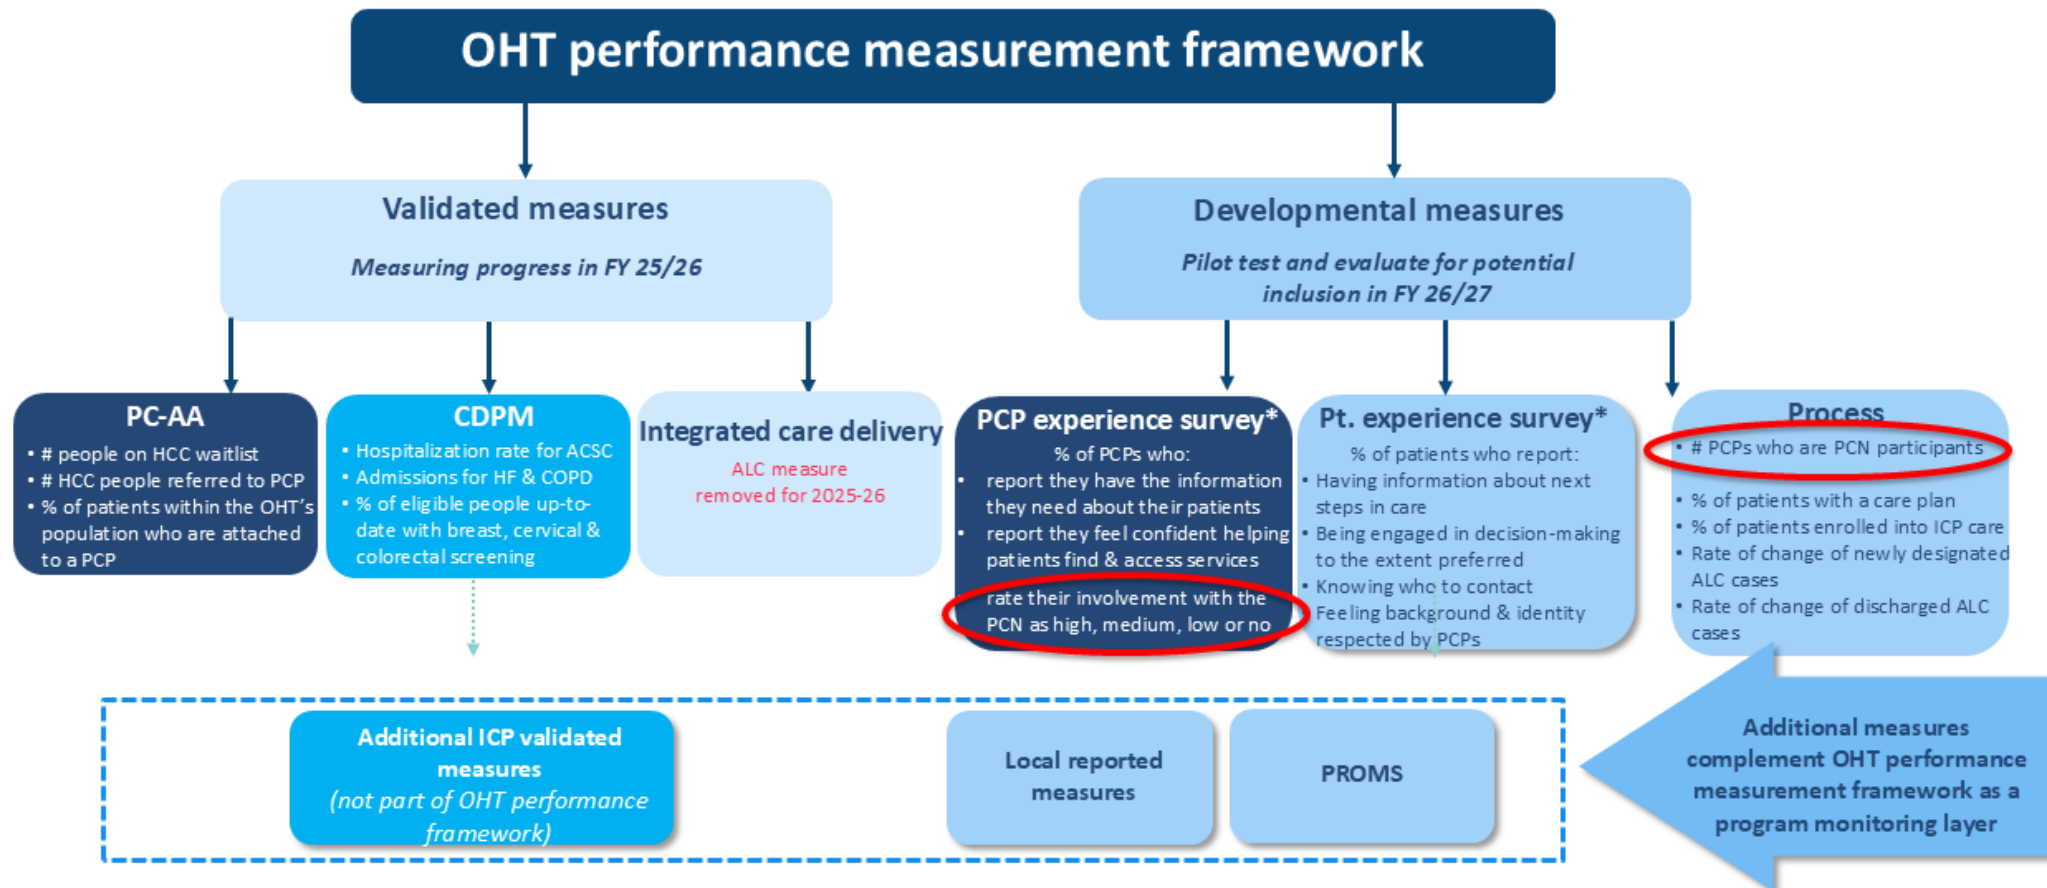 OHT performance measurement framework
Validated measures
Measuring progress in FY 25/26
Developmental measures
Pilot test and evaluate for potential
inclusion in FY 26/27
PC-AA
• # people on HCC waitlist
• # HCC people referred to PCP
• % of patients within the OHT's
population who are attached
to a PCP
CDPM
• Hospitalization rate for ACSC
• Admissions for HF & COPD
• % of eligible people up-to-
date with breast, cervical &
colorectal screening
Integrated care delivery
ALC measure
removed for 2025-26
PCP experience survey*
% of PCPs who:
• report they have the information
they need about their patients
• report they feel confident helping
patients find & access services
rate their involvement with the
PCN as high, medium, low or no
Pt. experience survey*
% of patients who report:
• Having information about next
steps in care
• Being engaged in decision-making
to the extent preferred
• Knowing who to contact
• Feeling background & identity
respected by PCPs
Process
• # PCPs who are PCN participants
• % of patients with a care plan
• % of patients enrolled into ICP care
• Rate of change of newly designated
ALC cases
• Rate of change of discharged ALC
cases
Additional ICP validated
measures
(not part of OHT performance
framework)
Local reported
measures
PROMS
Additional measures
complement OHT performance
measurement framework as a
program monitoring layer